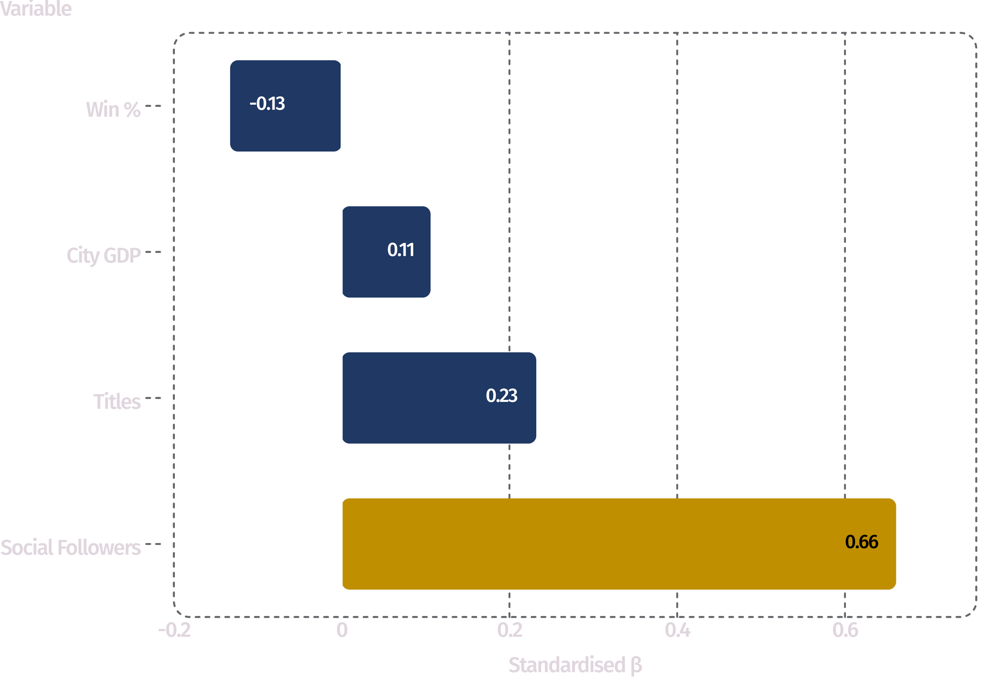 Variable
Win %
-0.13
City GDP
0.11
Titles
0.23
Social Followers
0.66
-0.2
0
0.2
0.4
0.6
Standardised β